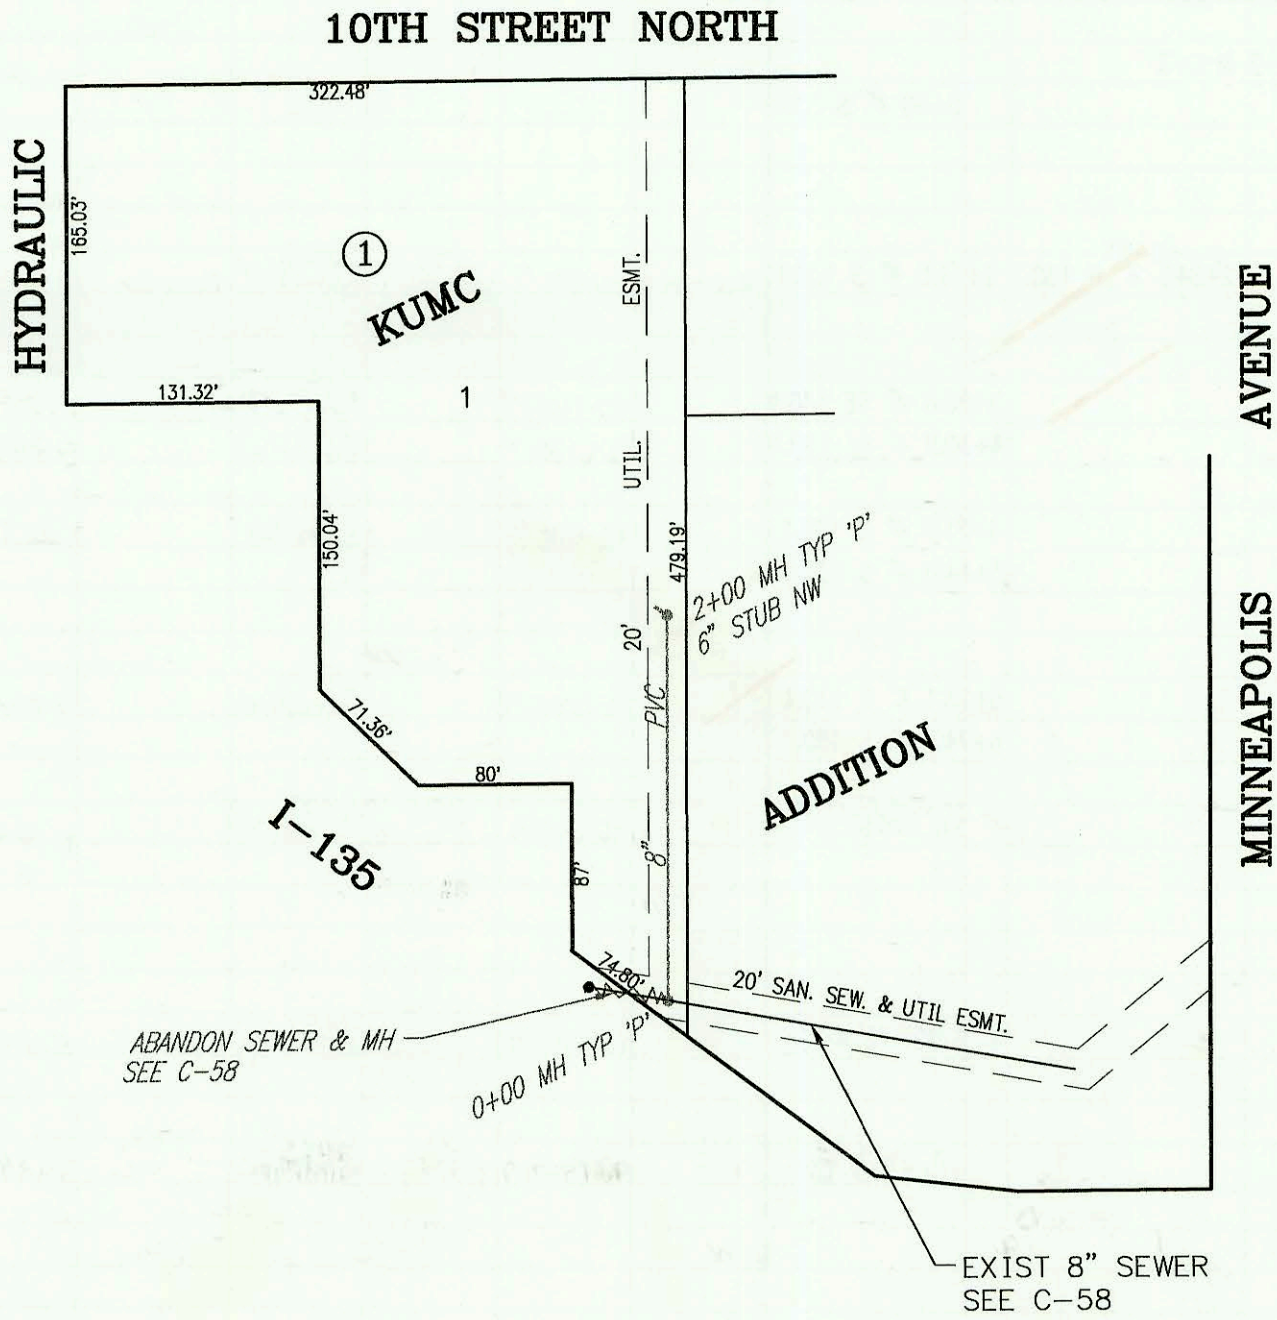 10TH STREET NORTH
322.48'
HYDRAULIC
165.03'
1
KUMC
131.32'
1
150.04'
UTIL. ESMT.
20'
479.19'
2+00 MH TYP 'P'
6" STUB NW
8" PVC
71.36'
80'
I-135
87'
ADDITION
MINNEAPOLIS AVENUE
74.80'
20' SAN. SEW. & UTIL ESMT.
ABANDON SEWER & MH
SEE C-58
0+00 MH TYP 'P'
EXIST 8" SEWER
SEE C-58